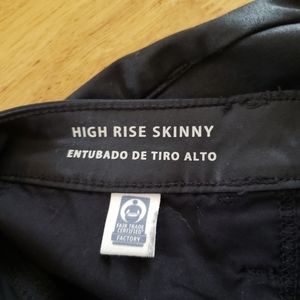 HIGH RISE SKINNY
ENTUBADO DE TIRO ALTO
FAIR TRADE
CERTIFIED
FACTORY